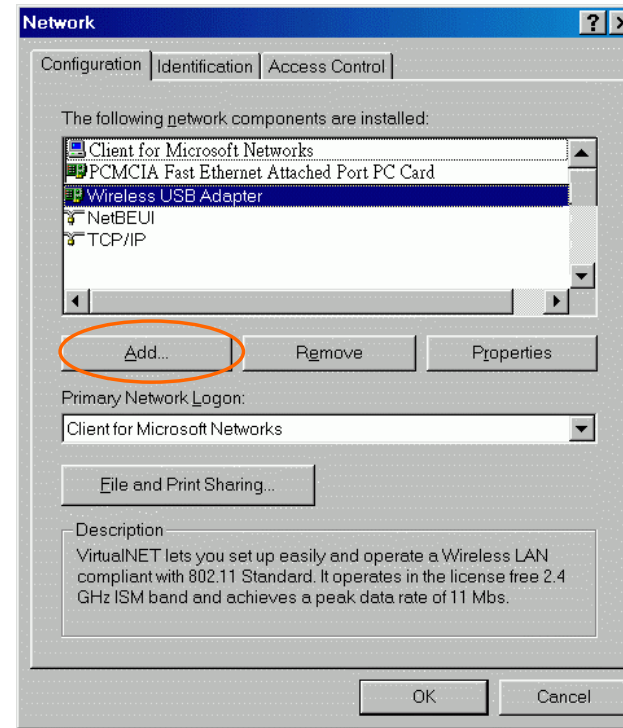 Network
Configuration Identification Access Control
The following network components are installed:
Client for Microsoft Networks
PCMCIA Fast Ethernet Attached Port PC Card
Wireless USB Adapter
NetBEUI
TCP/IP
Add... Remove Properties
Primary Network Logon:
Client for Microsoft Networks
File and Print Sharing...
Description
VirtualNET lets you set up easily and operate a Wireless LAN
compliant with 802.11 Standard. It operates in the license free 2.4
GHz ISM band and achieves a peak data rate of 11 Mbs.
OK Cancel